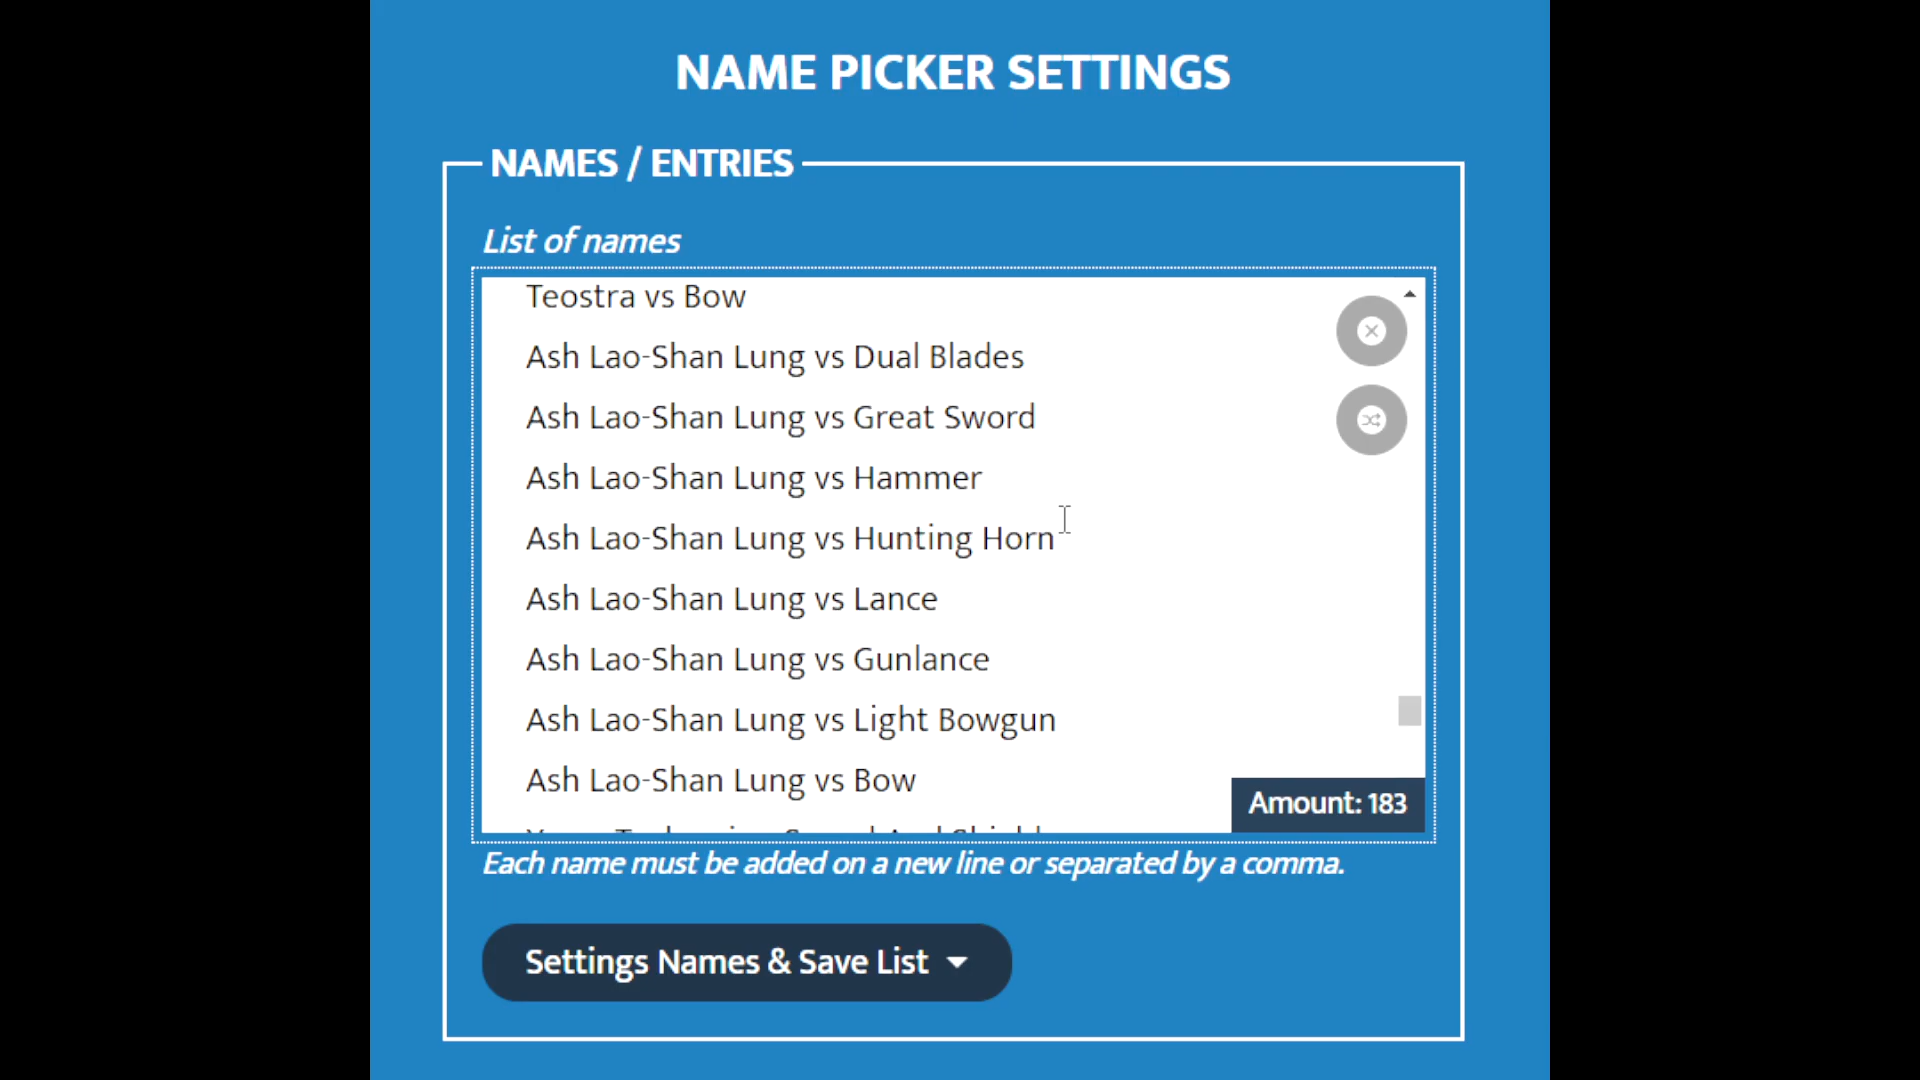 NAME PICKER SETTINGS
NAMES / ENTRIES
List of names
Teostra vs Bow
Ash Lao-Shan Lung vs Dual Blades
Ash Lao-Shan Lung vs Great Sword
Ash Lao-Shan Lung vs Hammer
Ash Lao-Shan Lung vs Hunting Horn
Ash Lao-Shan Lung vs Lance
Ash Lao-Shan Lung vs Gunlance
Ash Lao-Shan Lung vs Light Bowgun
Ash Lao-Shan Lung vs Bow
Amount: 183
Each name must be added on a new line or separated by a comma.
Settings Names & Save List